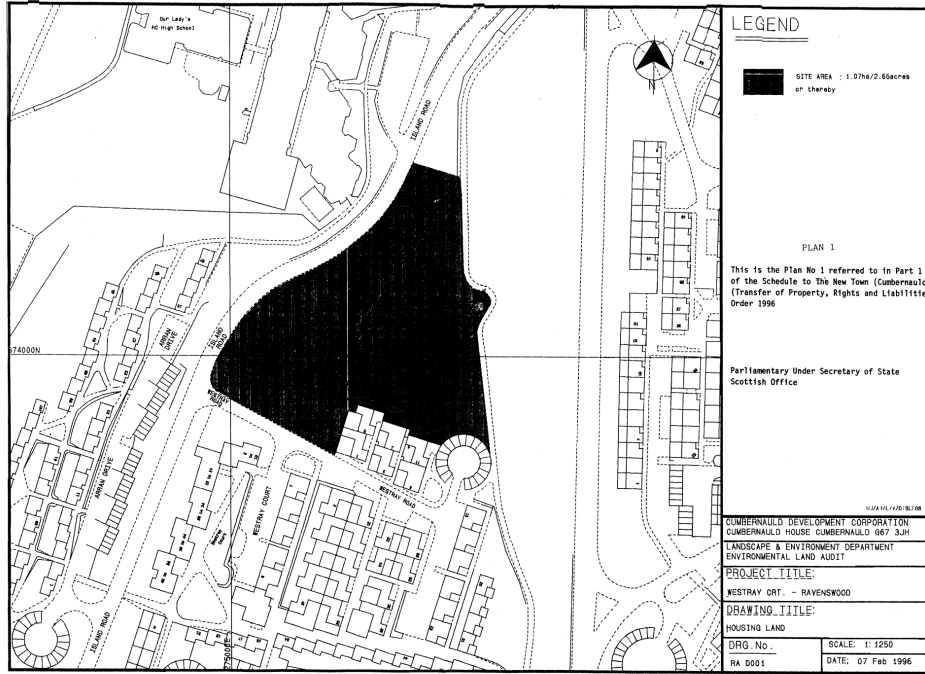 Our Lady's
RC High School
ISLAND ROAD
ARRAN
DRIVE
ISLAND
ROAD
674000N
WESTRAY
ROAD
ARRAN DRIVE
WESTRAY COURT
WESTRAY ROAD
ISLAND ROAD
275000E
N
LEGEND
SITE AREA : 1.07ha/2.65acres
or thereby
PLAN 1
This is the Plan No 1 referred to in Part 1
of the Schedule to The New Town (Cumbernauld
(Transfer of Property, Rights and Liabilitie
Order 1996
Parliamentary Under Secretary of State
Scottish Office
CUMBERNAULD DEVELOPMENT CORPORATION
CUMBERNAULD HOUSE CUMBERNAULD G67 3JH
LANDSCAPE & ENVIRONMENT DEPARTMENT
ENVIRONMENTAL LAND AUDIT
PROJECT TITLE:
WESTRAY CRT. - RAVENSWOOD
DRAWING TITLE:
HOUSING LAND
DRG.No.
RA D001
SCALE: 1: 1250
DATE: 07 Feb 1996